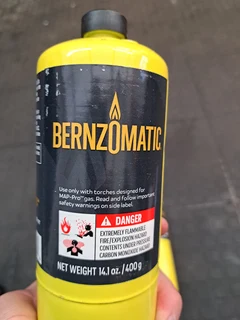 BERNZOMATIC
Use only with torches designed for
MAP-Pro™ gas. Read and follow important
safety warnings on side label.
DANGER
EXTREMELY FLAMMABLE
FIRE/EXPLOSION HAZARD
CONTENTS UNDER PRESSURE
CARBON MONOXIDE HAZARD
NET WEIGHT 14.1 oz / 400 g